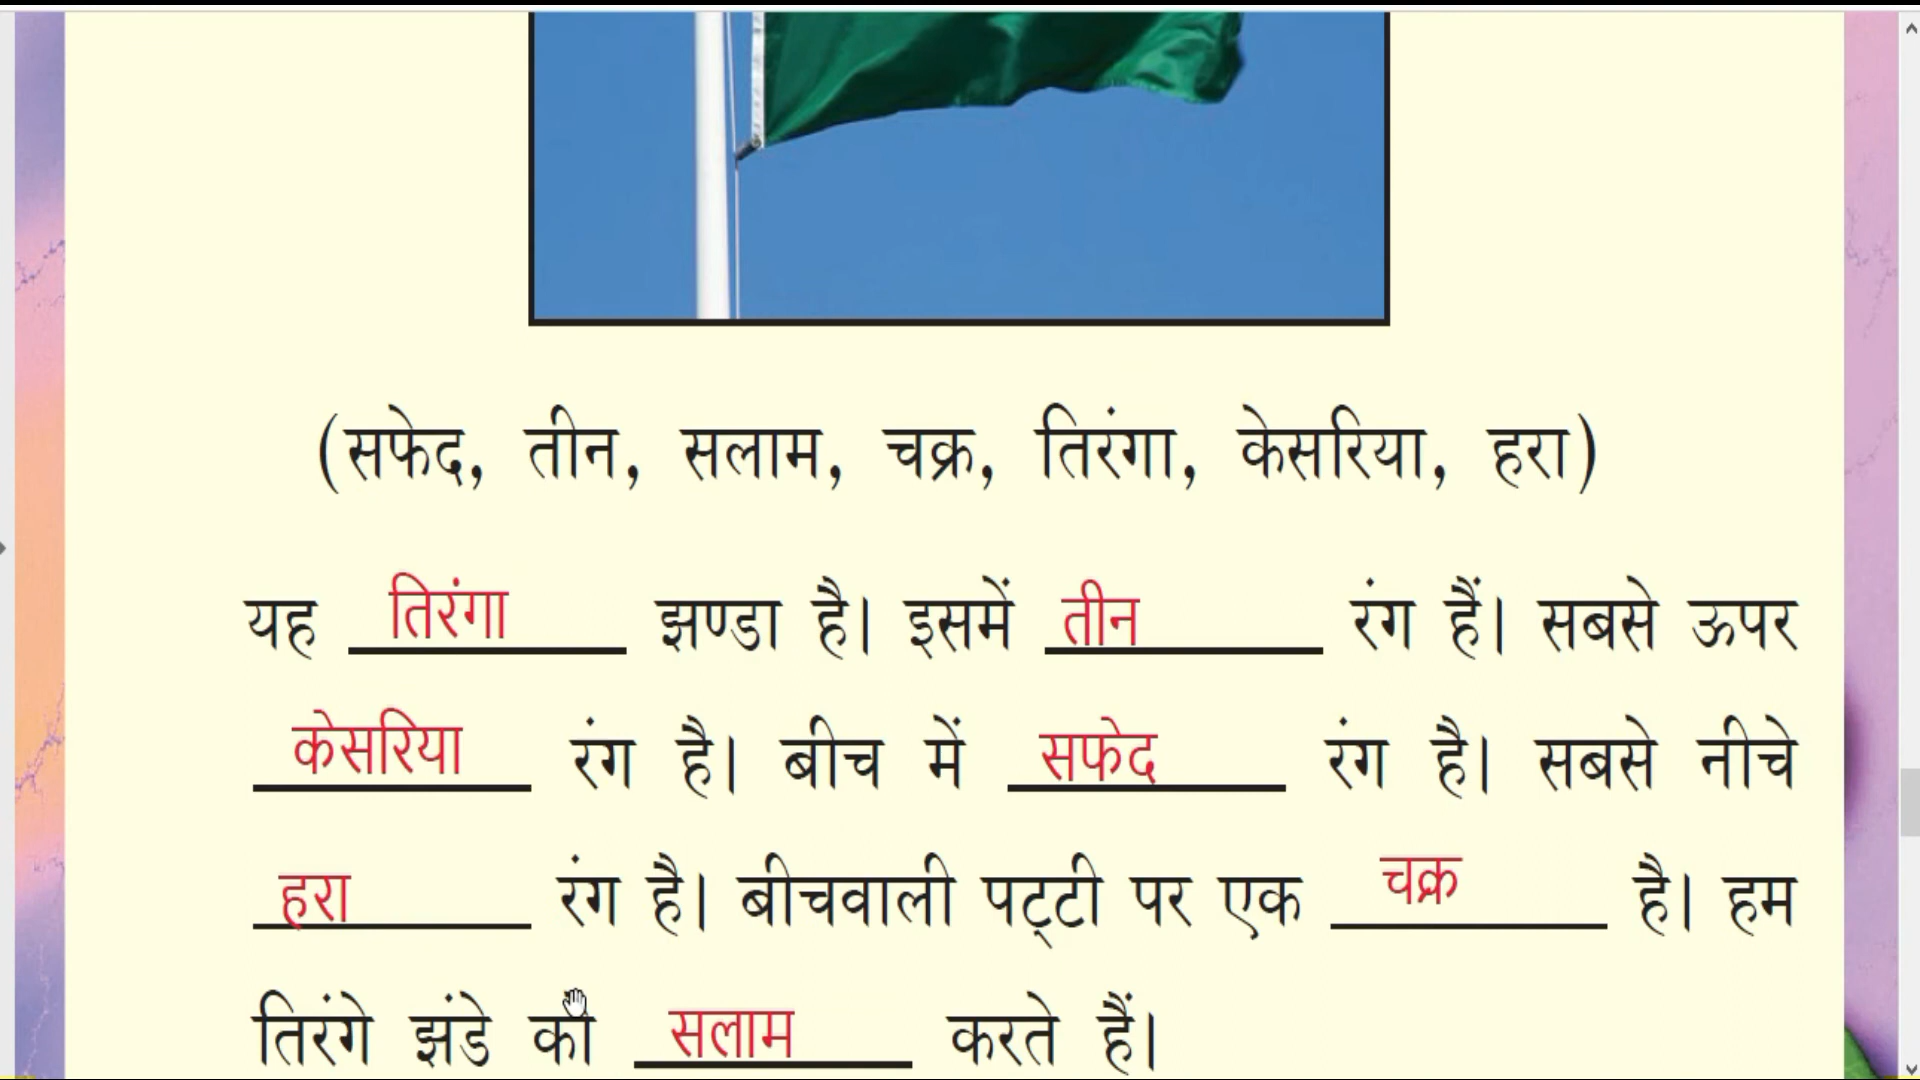 (सफेद, तीन, सलाम, चक्र, तिरंगा, केसरिया, हरा)
यह तिरंगा झण्डा है। इसमें तीन रंग हैं। सबसे ऊपर
केसरिया रंग है। बीच में सफेद रंग है। सबसे नीचे
हरा रंग है। बीचवाली पट्टी पर एक चक्र है। हम
तिरंगे झंडे को सलाम करते हैं।